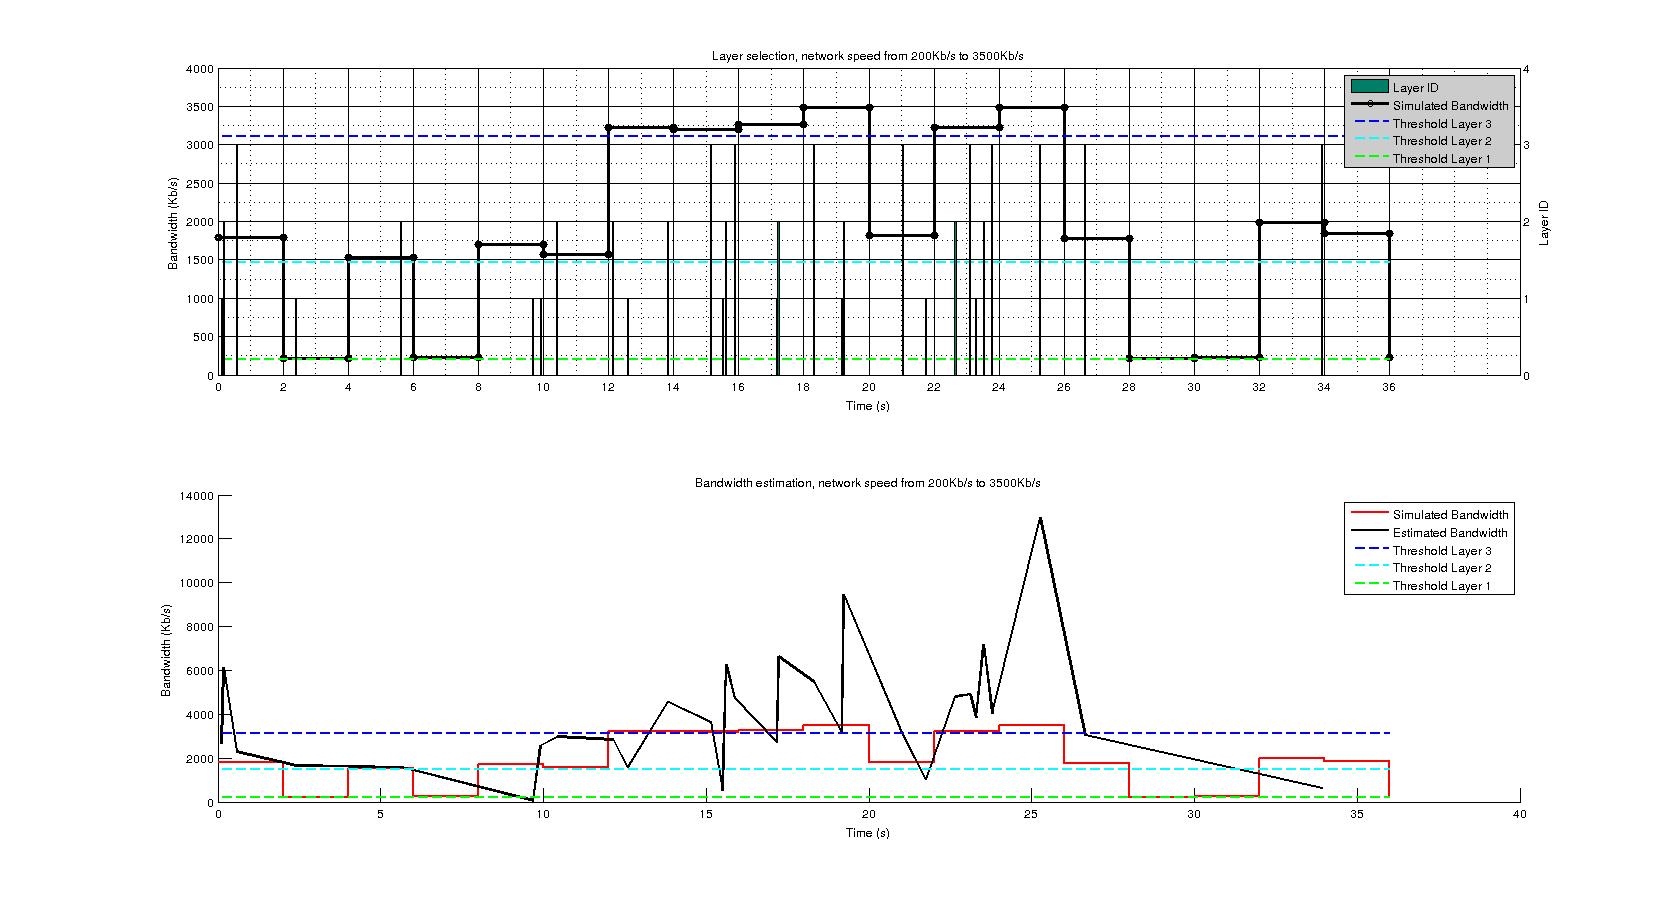 Layer selection, network speed from 200Kb/s to 3500Kb/s
4000
3500
3000
2500
2000
1500
1000
500
0
Bandwidth (Kb/s)
0 2 4 6 8 10 12 14 16 18 20 22 24 26 28 30 32 34 36
Time (s)
4
3
2
1
0
Layer ID
Layer ID
Simulated Bandwidth
Threshold Layer 3
Threshold Layer 2
Threshold Layer 1
Bandwidth estimation, network speed from 200Kb/s to 3500Kb/s
14000
12000
10000
8000
6000
4000
2000
0
Bandwidth (Kb/s)
0 5 10 15 20 25 30 35 40
Time (s)
Simulated Bandwidth
Estimated Bandwidth
Threshold Layer 3
Threshold Layer 2
Threshold Layer 1